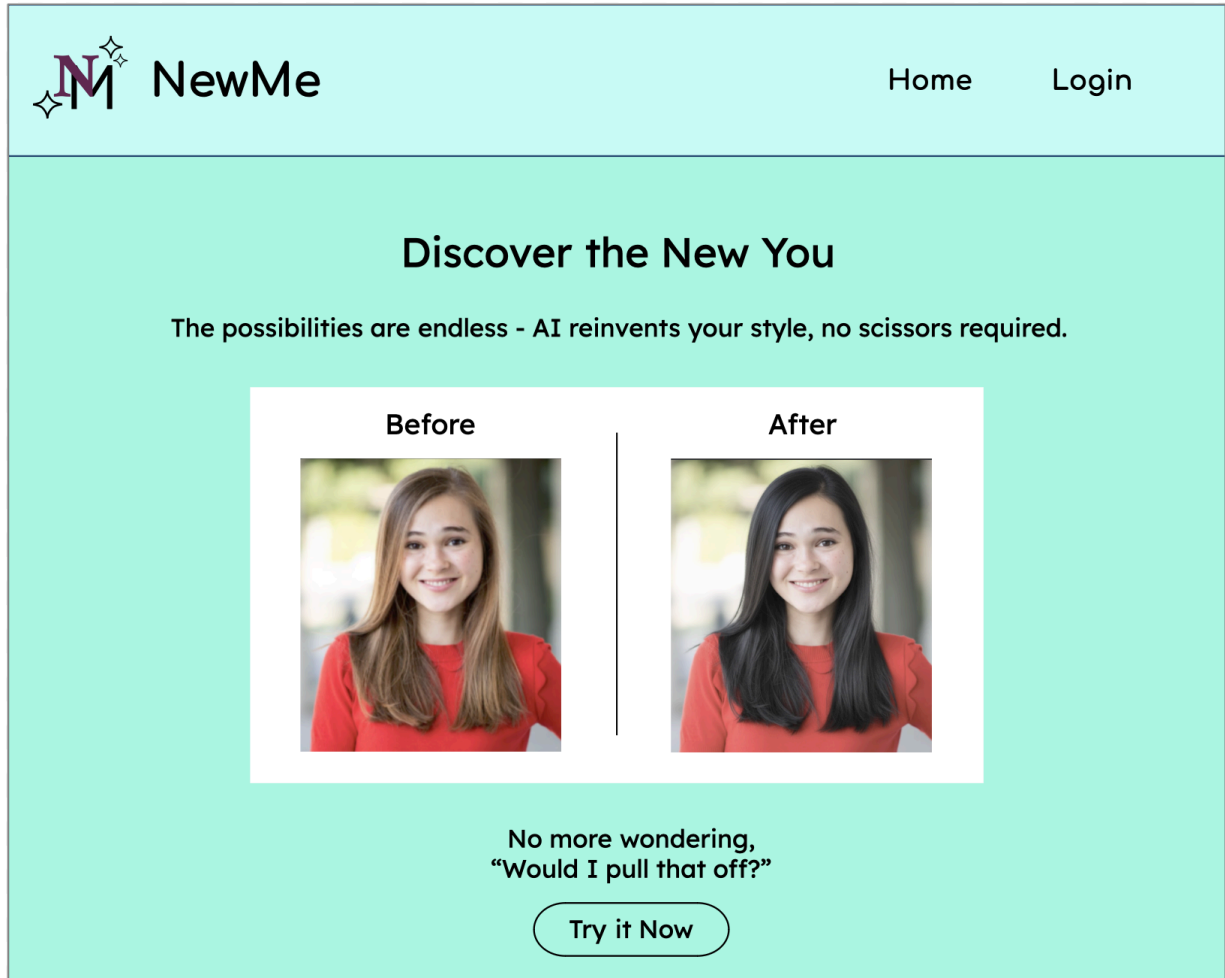 NM NewMe
Home Login
Discover the New You
The possibilities are endless - AI reinvents your style, no scissors required.
Before
After
No more wondering,
“Would I pull that off?”
Try it Now